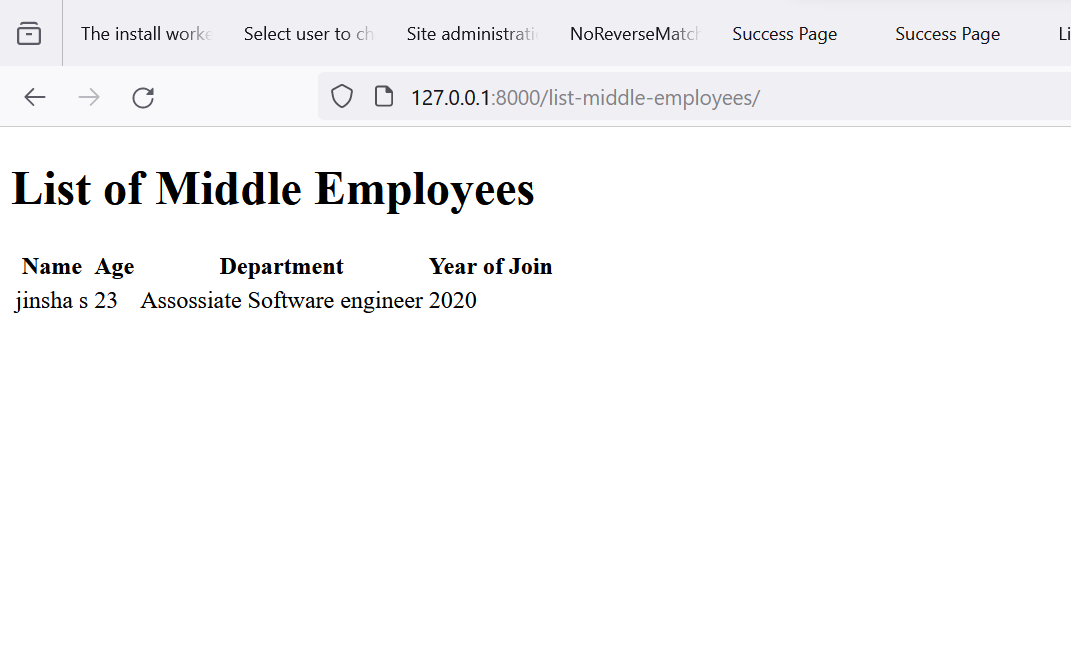 The install worke Select user to ch Site administrati NoReverseMatch Success Page Success Page Li
127.0.0.1:8000/list-middle-employees/
List of Middle Employees
Name Age Department Year of Join
jinsha s 23 Assossiate Software engineer 2020